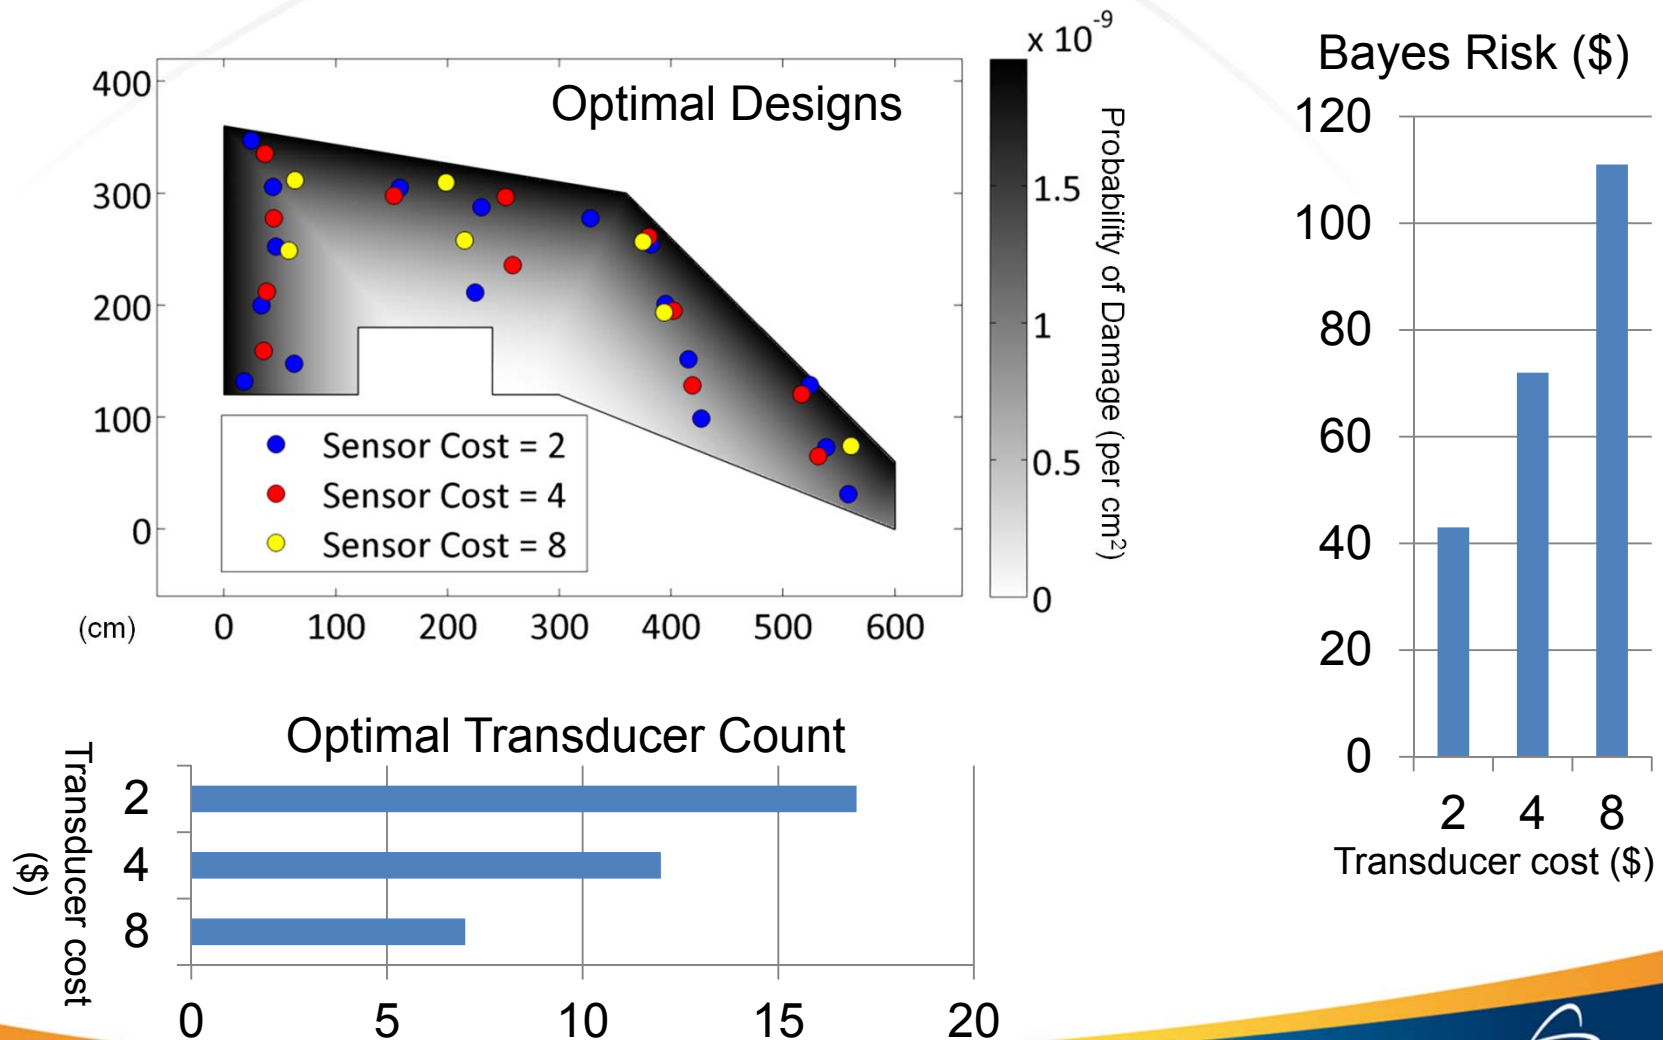 Optimal Designs
400
300
200
100
0
(cm)
0 100 200 300 400 500 600
Sensor Cost = 2
Sensor Cost = 4
Sensor Cost = 8
x 10-9
1.5
1
0.5
0
Probability of Damage (per cm2)
Bayes Risk ($)
120
100
80
60
40
20
0
2 4 8
Transducer cost ($)
Optimal Transducer Count
Transducer cost
($)
2
4
8
0 5 10 15 20